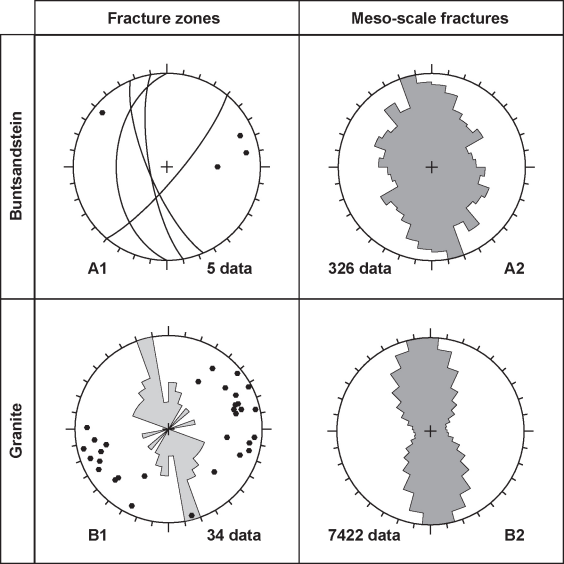 Fracture zones
Meso-scale fractures
Buntsandstein
A1
5 data
326 data
A2
Granite
B1
34 data
7422 data
B2